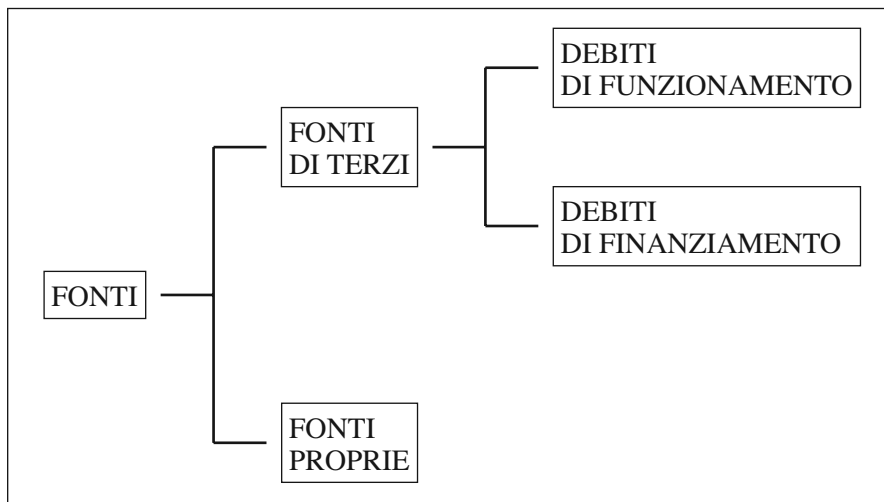 DEBITI
DI FUNZIONAMENTO
FONTI
DI TERZI
DEBITI
DI FINANZIAMENTO
FONTI
FONTI
PROPRIE